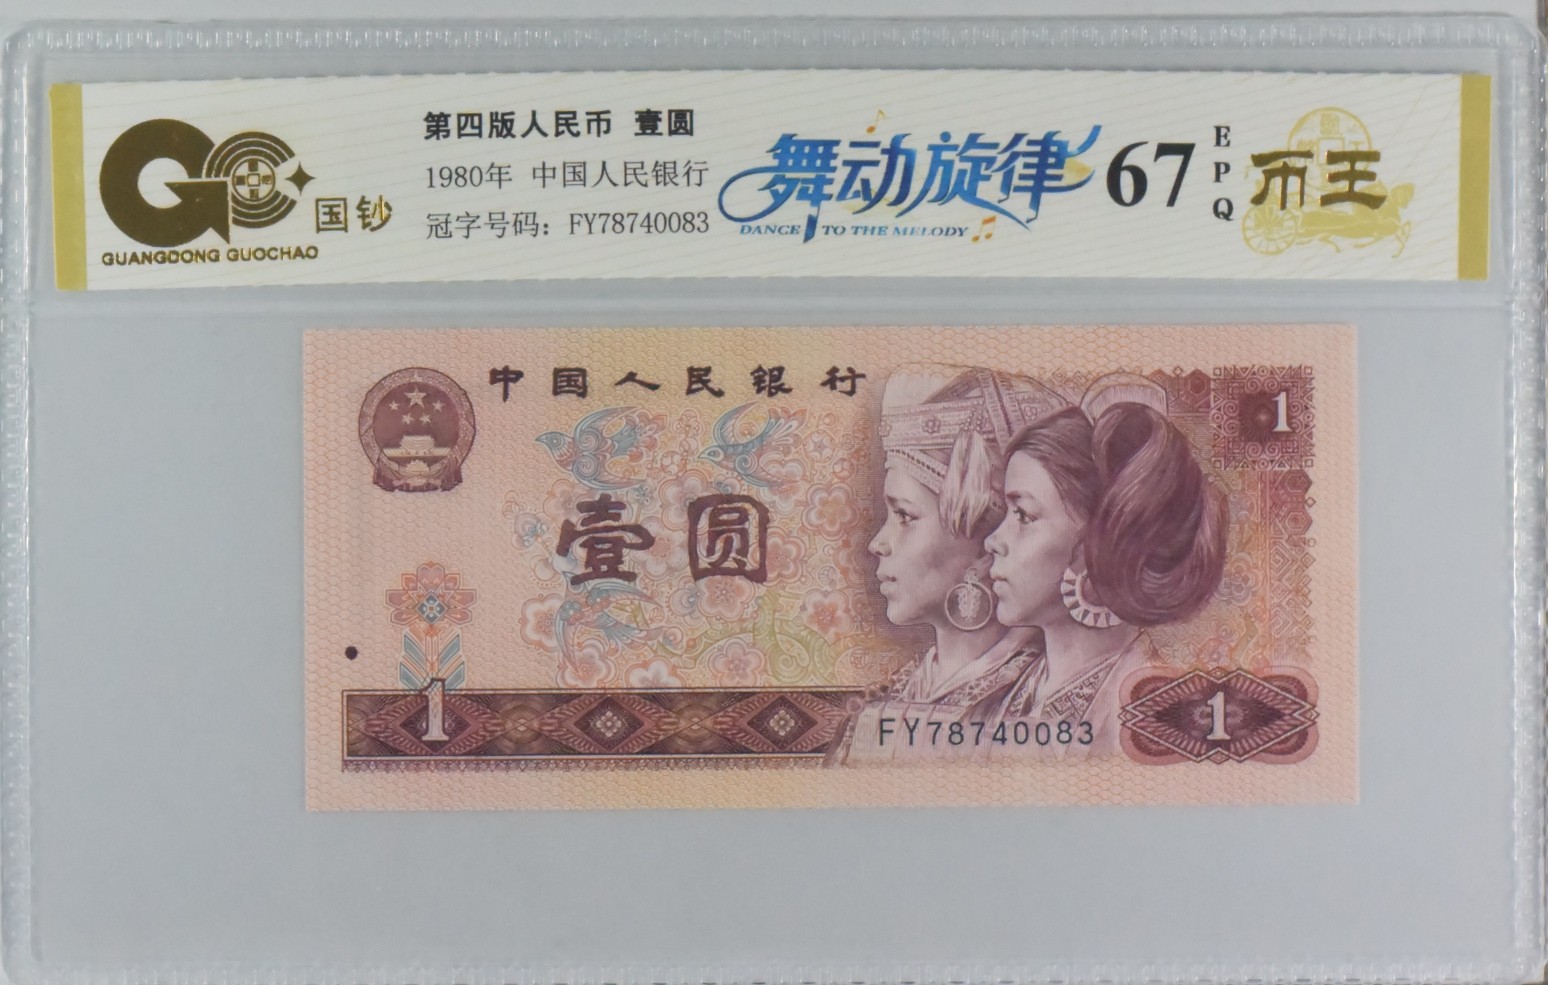 国钞
GUANGDONG GUOCHAO
第四版人民币 壹圆
1980年 中国人民银行
冠字号码：FY78740083
舞动旋律
DANCE TO THE MELODY
67
EPQ
币王
中国人民银行
1
壹圆
1
FY78740083
1